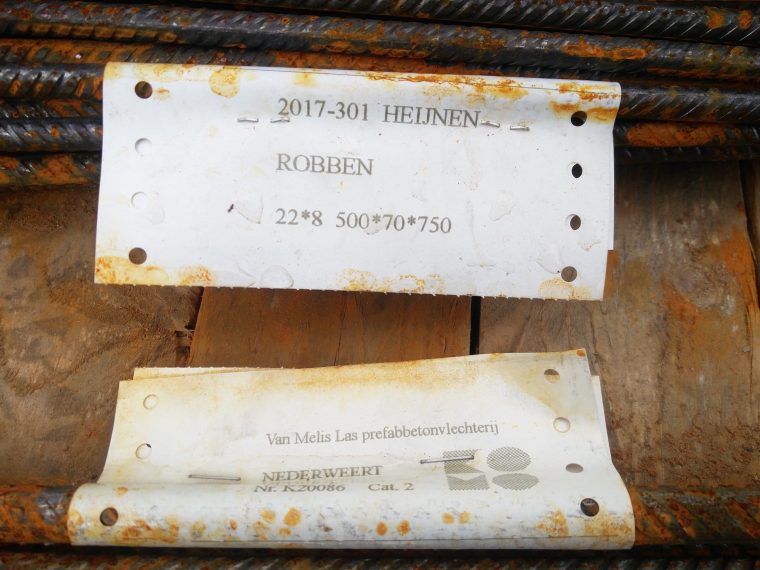 2017-301 HEIJNEN
ROBBEN
22*8 500*70*750
Van Melis Las prefabbetonvlechterij
NEDERWEERT
Nr. K20086 Cat. 2